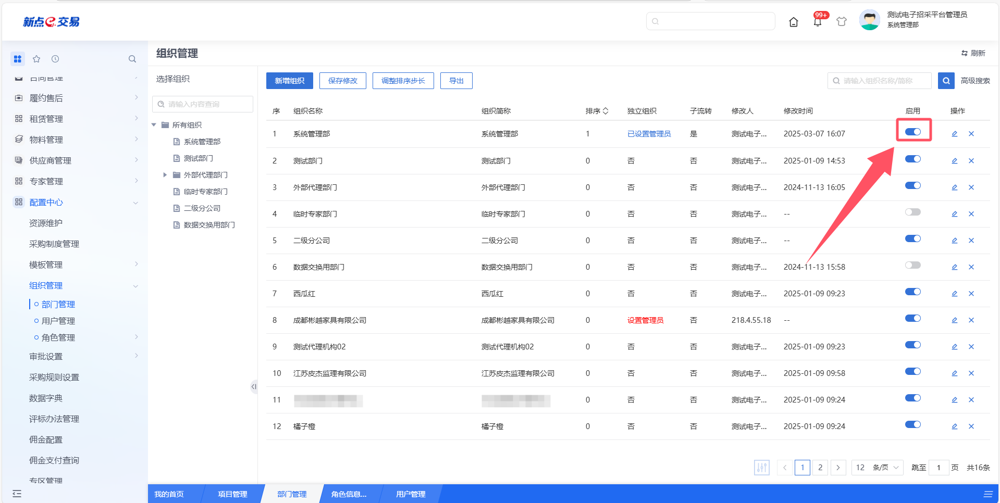 新点e交易
99+
测试电子招采平台管理员
系统管理部
合同管理
履约售后
租赁管理
物料管理
供应商管理
专家管理
配置中心
资源维护
采购制度管理
模板管理
组织管理
部门管理
用户管理
角色管理
审批设置
采购规则设置
数据字典
评标办法管理
佣金配置
佣金支付查询
专区管理
组织管理
刷新
选择组织
请输入内容查询
所有组织
系统管理部
测试部门
外部代理部门
临时专家部门
二级分公司
数据交换用部门
新增组织 保存修改 调整排序步长 导出
请输入组织名称/简称
高级搜索
序 组织名称 组织简称 排序 独立组织 子流转 修改人 修改时间 启用 操作
1 系统管理部 系统管理部 1 已设置管理员 是 测试电子... 2025-03-07 16:07
2 测试部门 测试部门 0 否 否 测试电子... 2025-01-09 14:53
3 外部代理部门 外部代理部门 0 否 否 测试电子... 2024-11-13 16:05
4 临时专家部门 临时专家部门 0 否 否 测试电子... --
5 二级分公司 二级分公司 0 否 否 测试电子... --
6 数据交换用部门 数据交换用部门 0 否 否 测试电子... 2024-11-13 15:58
7 西瓜红 西瓜红 0 否 否 测试电子... 2025-01-09 09:23
8 成都彬越家具有限公司 成都彬越家具有限公司 0 设置管理员 否 218.4.55.18 --
9 测试代理机构02 测试代理机构02 0 否 否 测试电子... 2025-01-09 09:23
10 江苏皮杰监理有限公司 江苏皮杰监理有限公司 0 否 否 测试电子... 2025-01-09 09:58
11 0 否 否 测试电子... 2025-01-09 09:24
12 橘子橙 橘子橙 0 否 否 测试电子... 2025-01-09 09:24
1 2 12 条/页 跳至 1 页 共16条
我的首页 项目管理 部门管理 角色信息... 用户管理